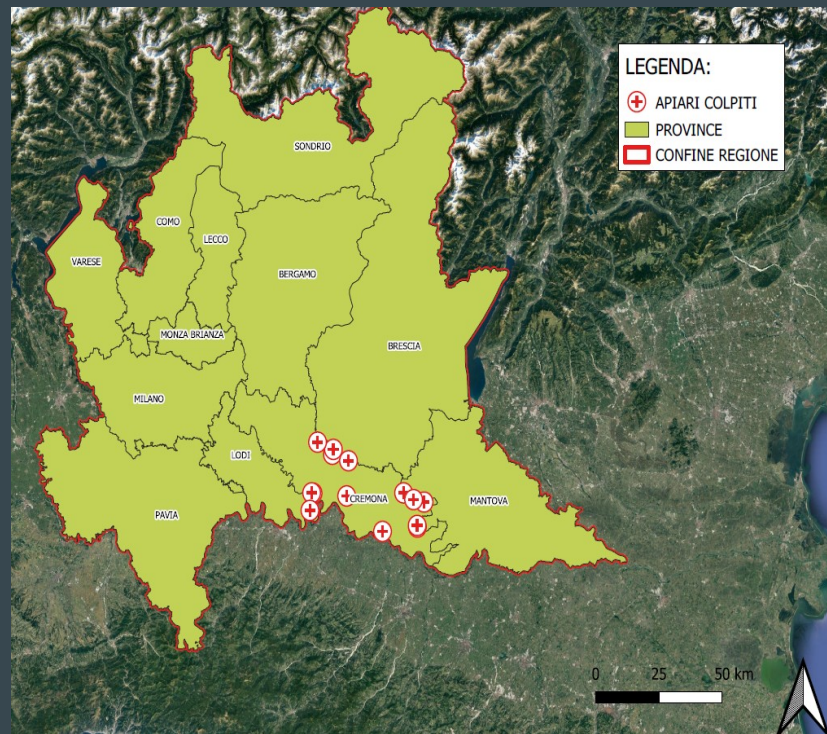 LEGENDA:
APIARI COLPITI
PROVINCE
CONFINE REGIONE
SONDRIO
COMO
LECCO
VARESE
BERGAMO
MONZA BRIANZA
BRESCIA
MILANO
LODI
CREMONA
MANTOVA
PAVIA
0 25 50 km